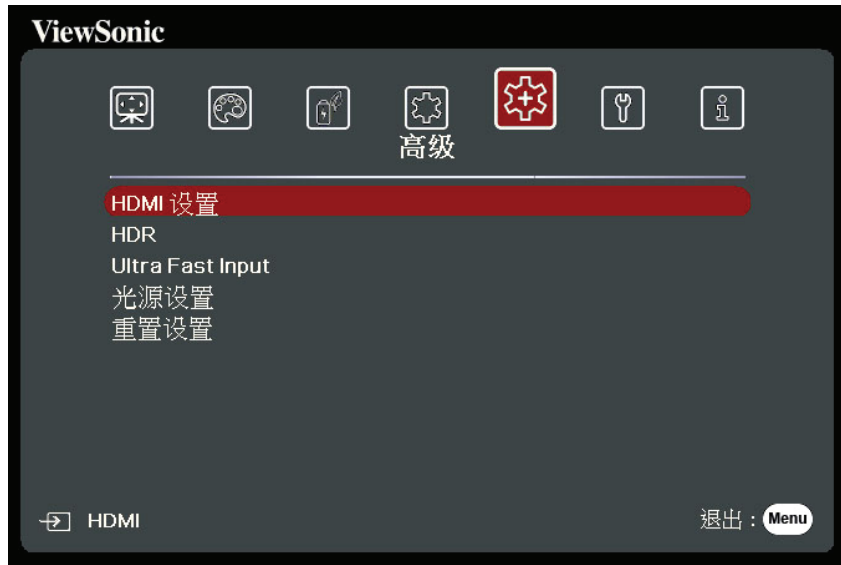 ViewSonic
高级
HDMI 设置
HDR
Ultra Fast Input
光源设置
重置设置
HDMI
退出：Menu